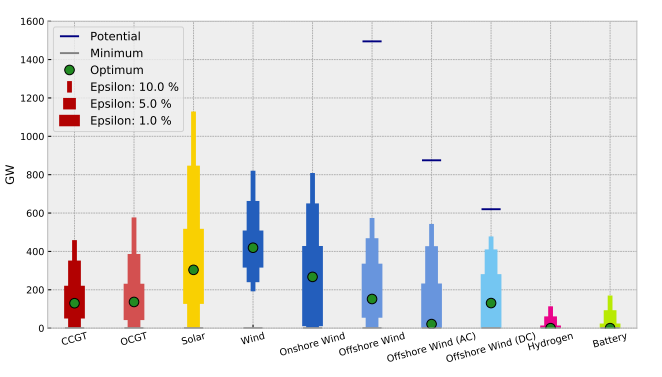 1600
1400
1200
1000
800
600
400
200
0
GW
Potential
Minimum
Optimum
Epsilon: 10.0 %
Epsilon: 5.0 %
Epsilon: 1.0 %
CCGT
OCGT
Solar
Wind
Onshore Wind
Offshore Wind
Offshore Wind (AC)
Offshore Wind (DC)
Hydrogen
Battery